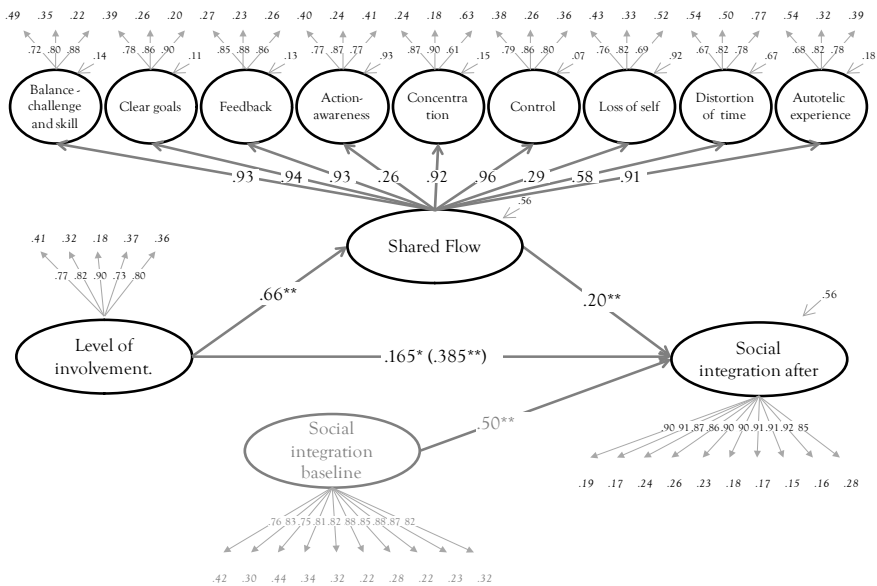 .49 .35 .22 .39 .26 .20 .27 .23 .26 .40 .24 .41 .24 .18 .63 .38 .26 .36 .43 .33 .52 .54 .50 .77 .54 .32 .39
.72 .80 .88 .14 .78 .86 .90 .11 .85 .88 .86 .13 .77 .87 .77 .93 .87 .90 .61 .15 .79 .86 .80 .07 .76 .82 .69 .92 .67 .82 .78 .67 .68 .82 .78 .18
Balance-
challenge
and skill
Clear goals
Feedback
Action-
awareness
Concentra
tion
Control
Loss of self
Distortion
of time
Autotelic
experience
.93 .94 .93 .26 .92 .96 .29 .58 .91
.56
Shared Flow
.41 .32 .18 .37 .36
.77 .82 .90 .73 .80
.66**
.20**
.56
Level of
involvement.
.165* (.385**)
Social
integration after
.50**
Social
integration
baseline
.90 .91 .87 .86 .90 .90 .91 .91 .92 .85
.19 .17 .24 .26 .23 .18 .17 .15 .16 .28
.76 .83 .75 .81 .82 .88 .85 .88 .87 .82
.42 .30 .44 .34 .32 .22 .28 .22 .23 .32